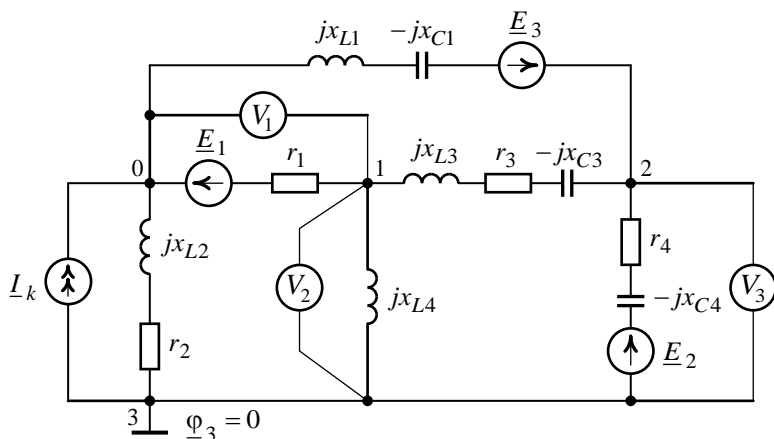 jx_L1 −jx_C1 E_3
V_1
0 E_1 r_1 1 jx_L3 r_3 −jx_C3 2
jx_L2 r_4
I_k V_2 jx_L4 −jx_C4 V_3
r_2 E_2
3 φ_3 = 0